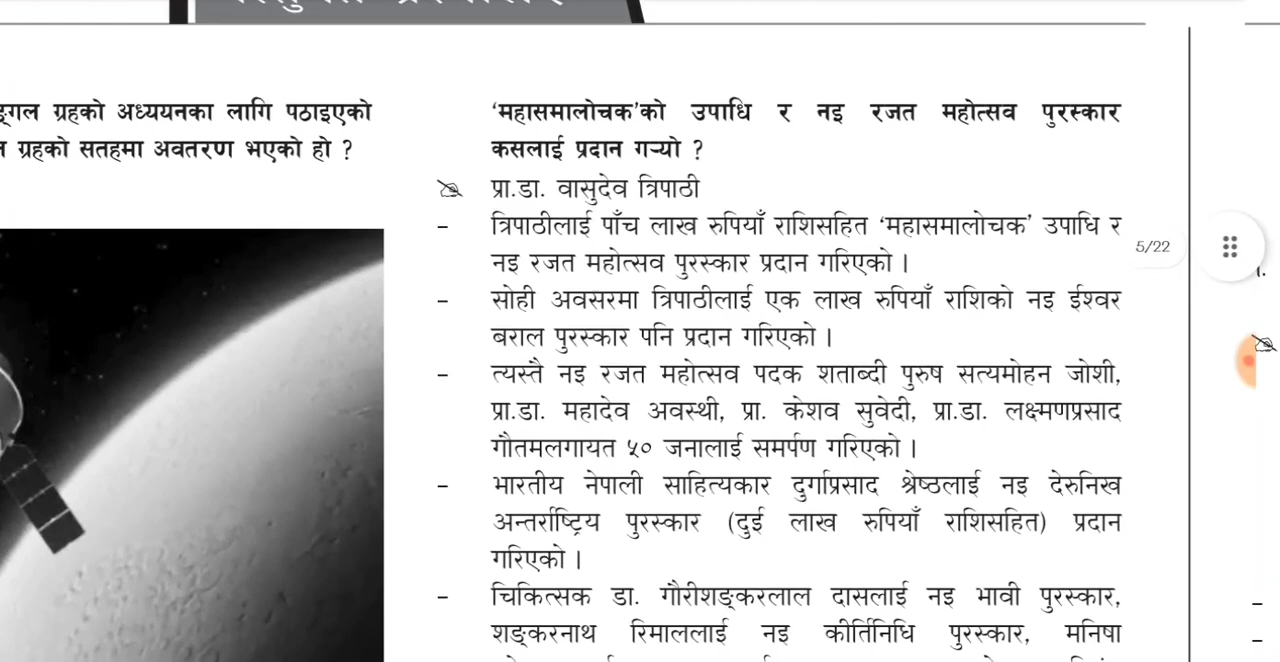 ग्रहको अध्ययनका लागि पठाइएको
ग्रहको सतहमा अवतरण भएको हो ?
‘महासमालोचक’को उपाधि र नइ रजत महोत्सव पुरस्कार
कसलाई प्रदान गर्‍यो ?
प्रा.डा. वासुदेव त्रिपाठी
- त्रिपाठीलाई पाँच लाख रुपियाँ राशिसहित ‘महासमालोचक’ उपाधि र
नइ रजत महोत्सव पुरस्कार प्रदान गरिएको ।
- सोही अवसरमा त्रिपाठीलाई एक लाख रुपियाँ राशिको नइ ईश्वर
बराल पुरस्कार पनि प्रदान गरिएको ।
- त्यस्तै नइ रजत महोत्सव पदक शताब्दी पुरुष सत्यमोहन जोशी,
प्रा.डा. महादेव अवस्थी, प्रा. केशव सुवेदी, प्रा.डा. लक्ष्मणप्रसाद
गौतमलगायत ५० जनालाई समर्पण गरिएको ।
- भारतीय नेपाली साहित्यकार दुर्गाप्रसाद श्रेष्ठलाई नइ देरुनिख
अन्तर्राष्ट्रिय पुरस्कार (दुई लाख रुपियाँ राशिसहित) प्रदान
गरिएको ।
- चिकित्सक डा. गौरीशङ्करलाल दासलाई नइ भावी पुरस्कार,
शङ्करनाथ रिमाललाई नइ कीर्तिनिधि पुरस्कार, मनिषा
5/22